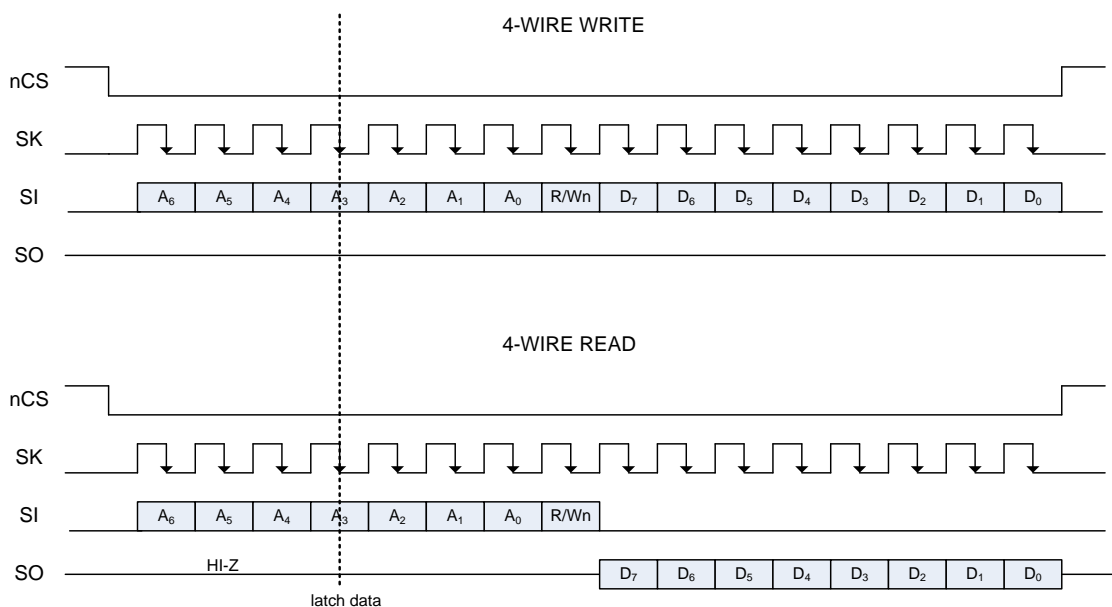 4-WIRE WRITE
nCS
SK
SI A₆ A₅ A₄ A₃ A₂ A₁ A₀ R/Wn D₇ D₆ D₅ D₄ D₃ D₂ D₁ D₀
SO
4-WIRE READ
nCS
SK
SI A₆ A₅ A₄ A₃ A₂ A₁ A₀ R/Wn
SO HI-Z D₇ D₆ D₅ D₄ D₃ D₂ D₁ D₀
latch data